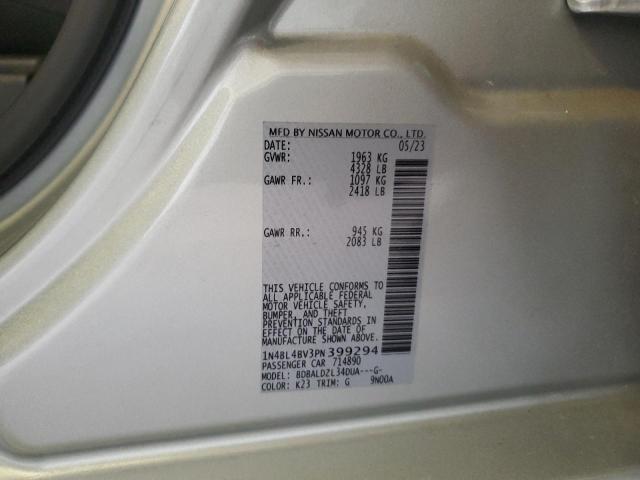 MFD BY NISSAN MOTOR CO., LTD.
DATE: 05/23
GVWR: 1963 KG
4328 LB
GAWR FR.: 1097 KG
2418 LB
GAWR RR.: 945 KG
2083 LB
THIS VEHICLE CONFORMS TO
ALL APPLICABLE FEDERAL
MOTOR VEHICLE SAFETY,
BUMPER, AND THEFT
PREVENTION STANDARDS IN
EFFECT ON THE DATE OF
MANUFACTURE SHOWN ABOVE.
1N4BL4BV3PN399294
PASSENGER CAR 714890
MODEL: BDBALDZL34DUA---G-
COLOR: K23 TRIM: G 9N00A